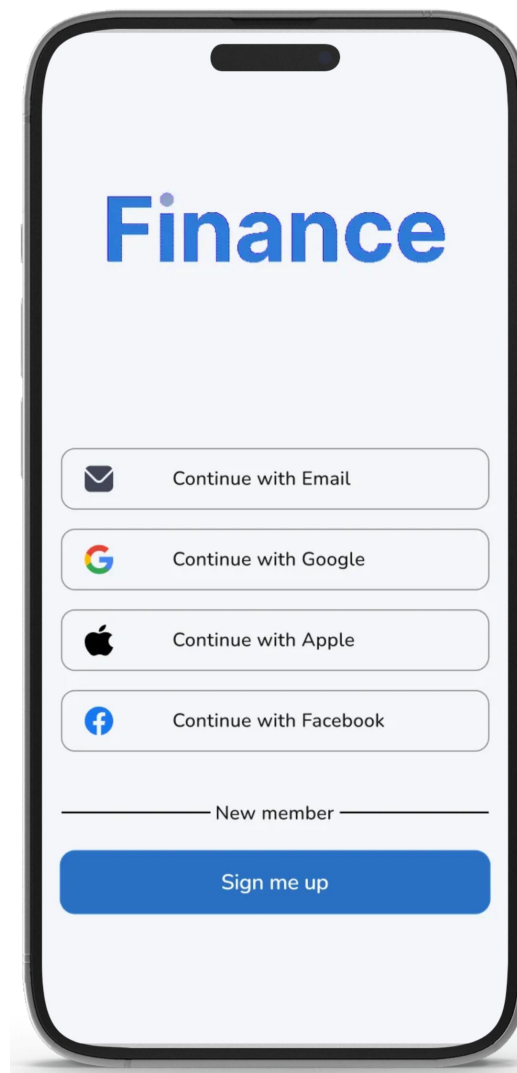 Finance
Continue with Email
Continue with Google
Continue with Apple
Continue with Facebook
New member
Sign me up